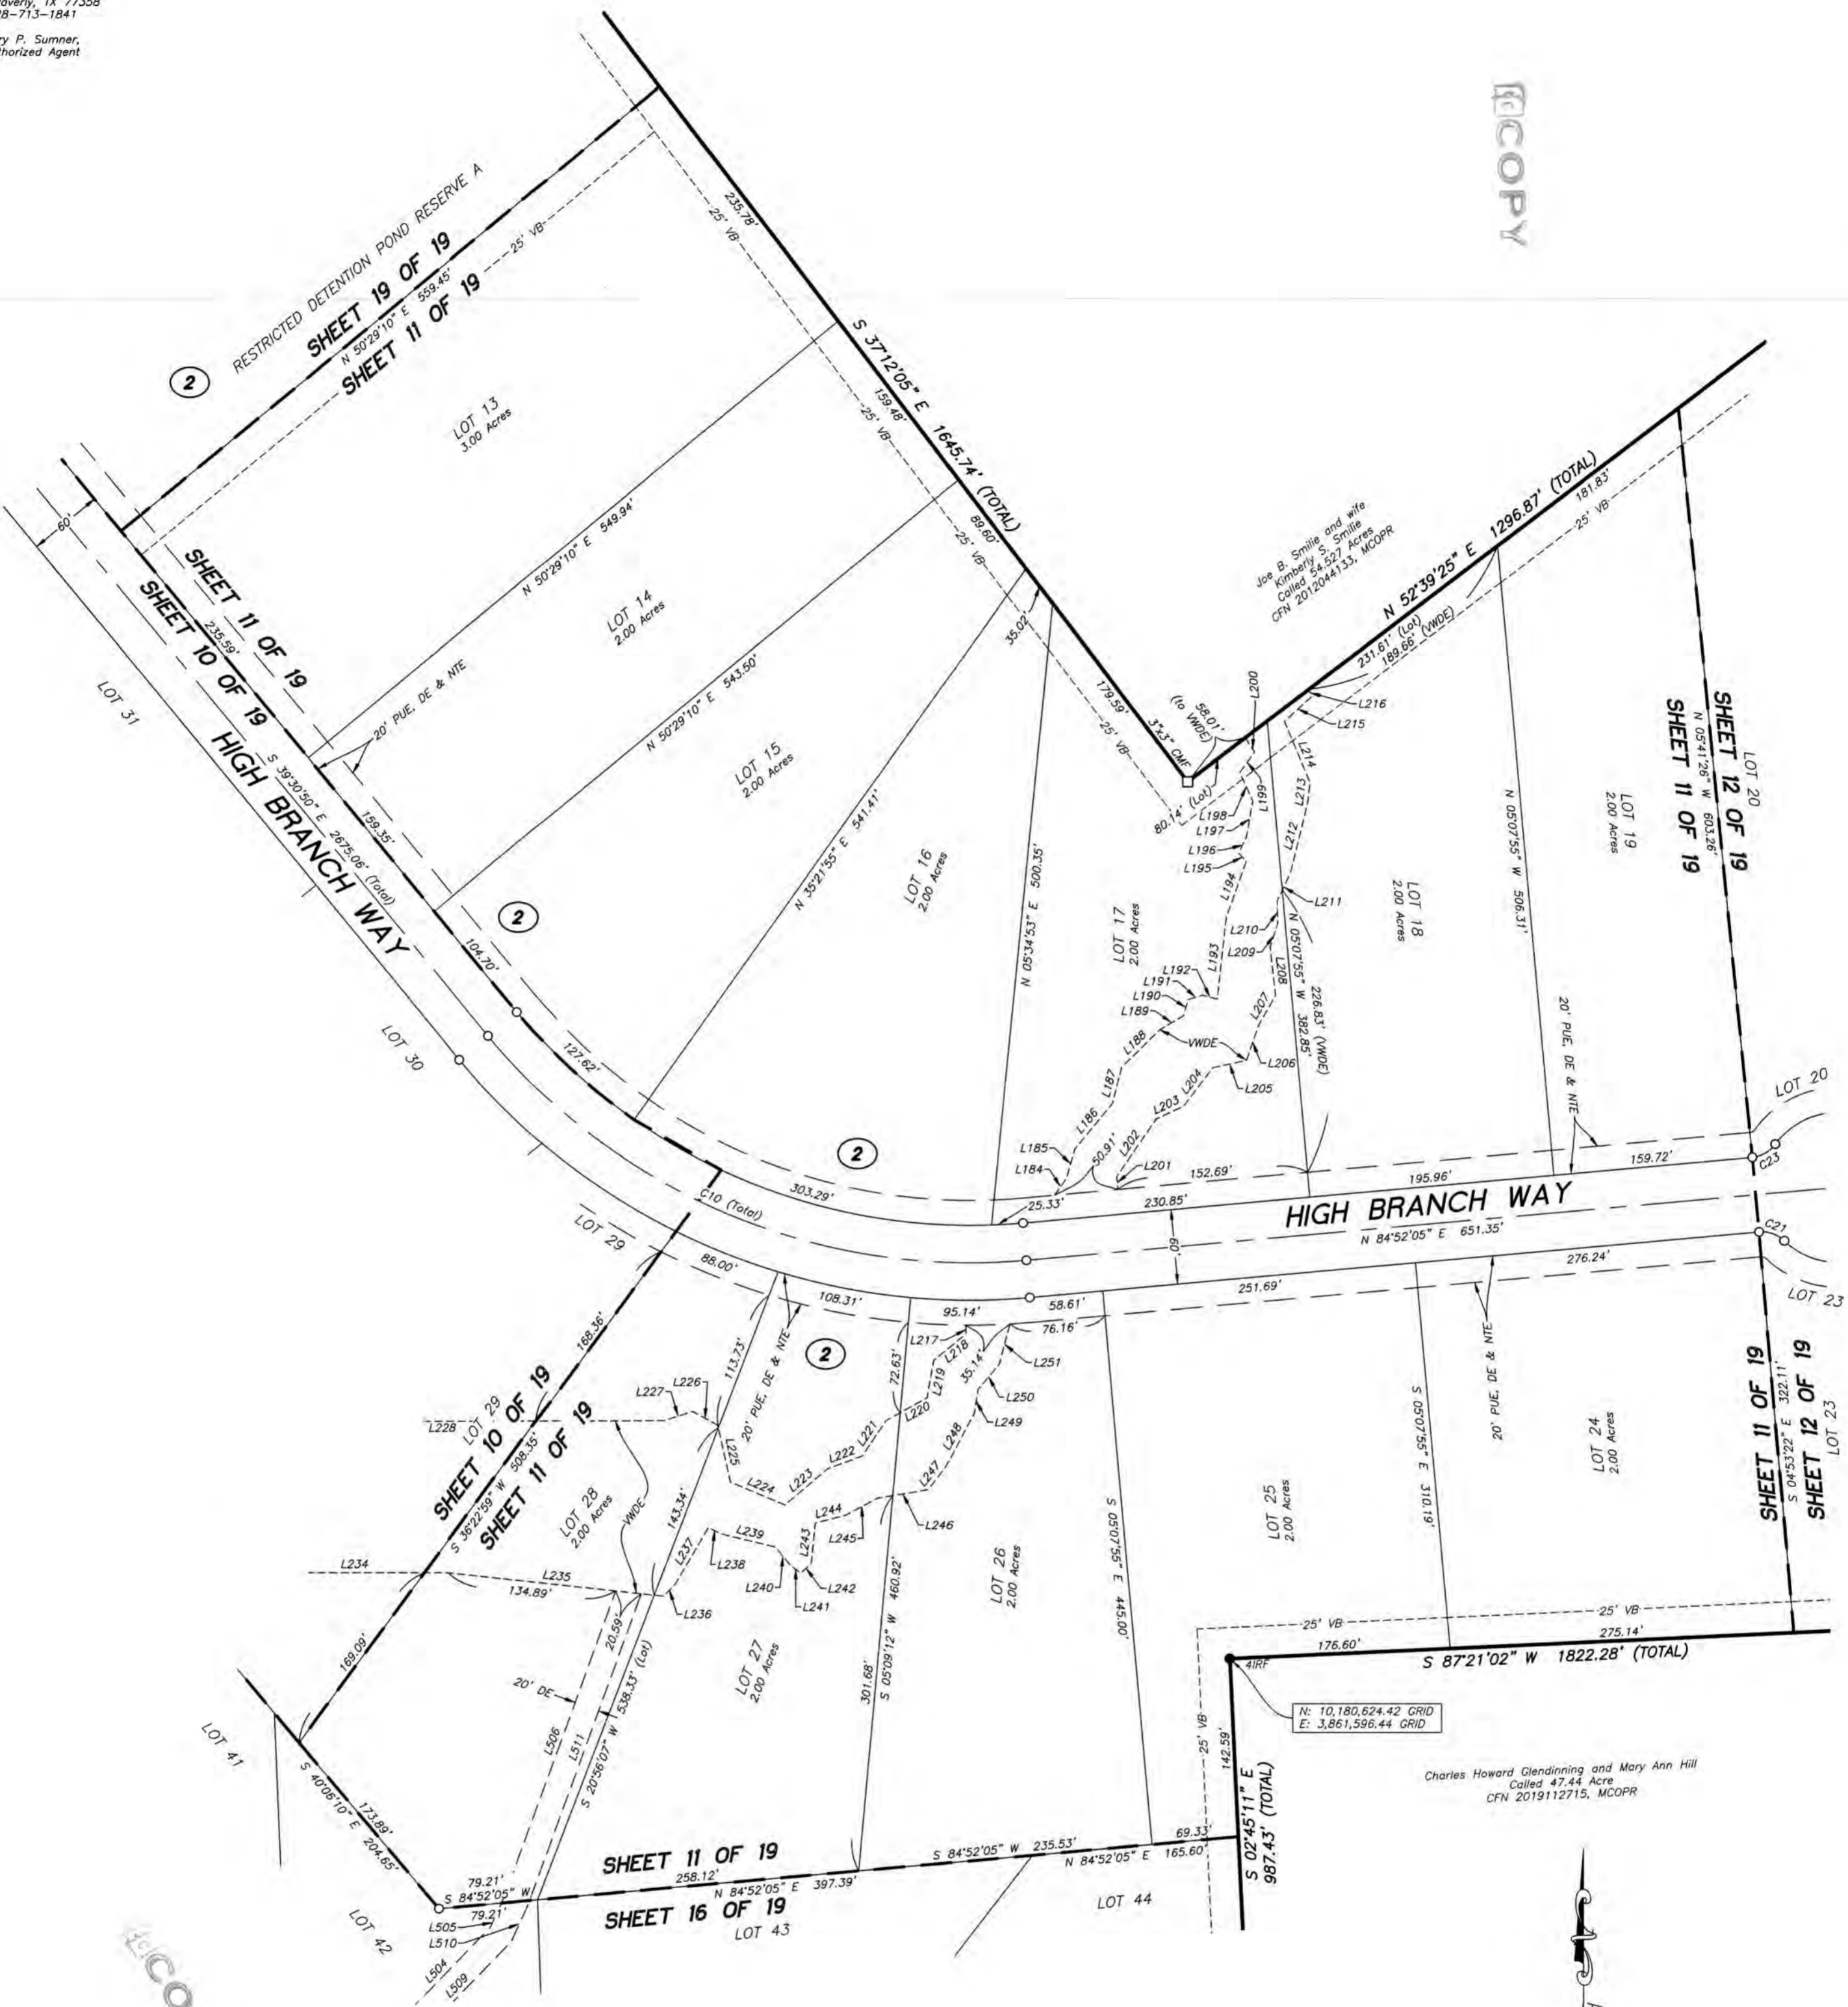 averly, TX 77358
28-713-1841
ry P. Sumner,
thorized Agent
COPY
RESTRICTED DETENTION POND RESERVE A
SHEET 19 OF 19
N 50°29'10" E 559.45'
SHEET 11 OF 19
25' VB
2
LOT 13
3.00 Acres
235.78'
25' VB
S 37°12'05" E 1645.74' (TOTAL)
159.48'
25' VB
89.60'
25' VB
35.02'
179.59'
25' VB
3"x3" CMF
N 50°29'10" E 549.94'
LOT 14
2.00 Acres
N 50°29'10" E 543.50'
LOT 15
2.00 Acres
N 35°21'55" E 541.41'
LOT 16
2.00 Acres
N 05°34'53" E 500.35'
LOT 17
2.00 Acres
60'
SHEET 11 OF 19
SHEET 10 OF 19
235.59'
20' PUE, DE & NTE
LOT 31
HIGH BRANCH WAY
S 39°30'50" E 2675.06' (Total)
159.35'
104.70'
2
LOT 30
127.62'
Joe B. Smilie and wife
Kimberly S. Smilie
Called 54.527 Acres
CFN 2012044133, MCOPR
N 52°39'25" E 1296.87' (TOTAL)
181.83'
25' VB
231.61' (Lot)
189.66' (VWDE)
58.01'
(to VWDE)
80.14' (Lot)
L200
L216
L215
L214
L213
L212
L199
L198
L197
L196
L195
L194
L211
L210
L209
L208
L193
L192
L191
L190
L189
L188
L207
VWDE
L206
L205
L204
L203
L187
L186
L202
L185
L184
50.91'
L201
N 05°07'55" W 382.85'
226.83' (VWDE)
LOT 18
2.00 Acres
N 05°07'55" W 506.31'
LOT 19
2.00 Acres
SHEET 11 OF 19
N 05°41'26" W 603.26'
SHEET 12 OF 19
LOT 20
20' PUE, DE & NTE
LOT 20
C23
2
C10 (Total)
303.29'
25.33'
152.69'
230.85'
195.96'
159.72'
HIGH BRANCH WAY
N 84°52'05" E 651.35'
60'
C21
276.24'
LOT 23
LOT 29
88.00'
108.31'
95.14'
58.61'
251.69'
76.16'
2
168.36'
113.73'
20' PUE, DE & NTE
72.63'
L217
L218
35.14'
L251
L219
L250
L249
L220
L248
L227
L226
L228
LOT 29
SHEET 10 OF 19
S 36°22'59" W 508.35'
SHEET 11 OF 19
L225
L224
L223
L222
L221
L247
LOT 28
2.00 Acres
VWDE
143.34'
L246
L245
L244
L243
L242
L241
L240
L239
L238
L237
L236
L234
L235
134.89'
20.59'
169.09'
20' DE
L506
L511
S 20°56'07" W 538.33' (Lot)
LOT 27
2.00 Acres
301.68'
S 05°09'12" W 460.92'
LOT 26
2.00 Acres
S 05°07'55" E 445.00'
LOT 25
2.00 Acres
S 05°07'55" E 310.19'
20' PUE, DE & NTE
LOT 24
2.00 Acres
SHEET 11 OF 19
S 04°53'22" E 322.11'
SHEET 12 OF 19
LOT 23
25' VB
25' VB
176.60'
275.14'
S 87°21'02" W 1822.28' (TOTAL)
4IRF
N: 10,180,624.42 GRID
E: 3,861,596.44 GRID
25' VB
142.59'
S 02°45'11" E
987.43' (TOTAL)
Charles Howard Glendinning and Mary Ann Hill
Called 47.44 Acre
CFN 2019112715, MCOPR
LOT 41
S 40°06'10" E 204.65'
173.89'
LOT 42
79.21'
S 84°52'05" W
79.21'
L505
L510
L504
L509
SHEET 11 OF 19
258.12'
N 84°52'05" E 397.39'
SHEET 16 OF 19
LOT 43
S 84°52'05" W 235.53'
69.33'
N 84°52'05" E 165.60'
LOT 44